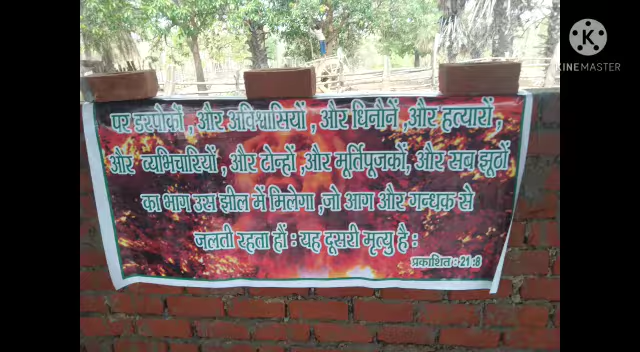 पर डरपोकों , और अविश्वासियों , और घिनौनें ,और हत्यारों ,
और व्यभिचारियों , और टोन्हों ,और मूर्तिपूजकों, और सब झूठों
का भाग उस झील में मिलेगा ,जो आग और गन्धक से
जलती रहता हौं : यह दूसरी मृत्यु है :
प्रकाशित : 21 :8
K
KINEMASTER